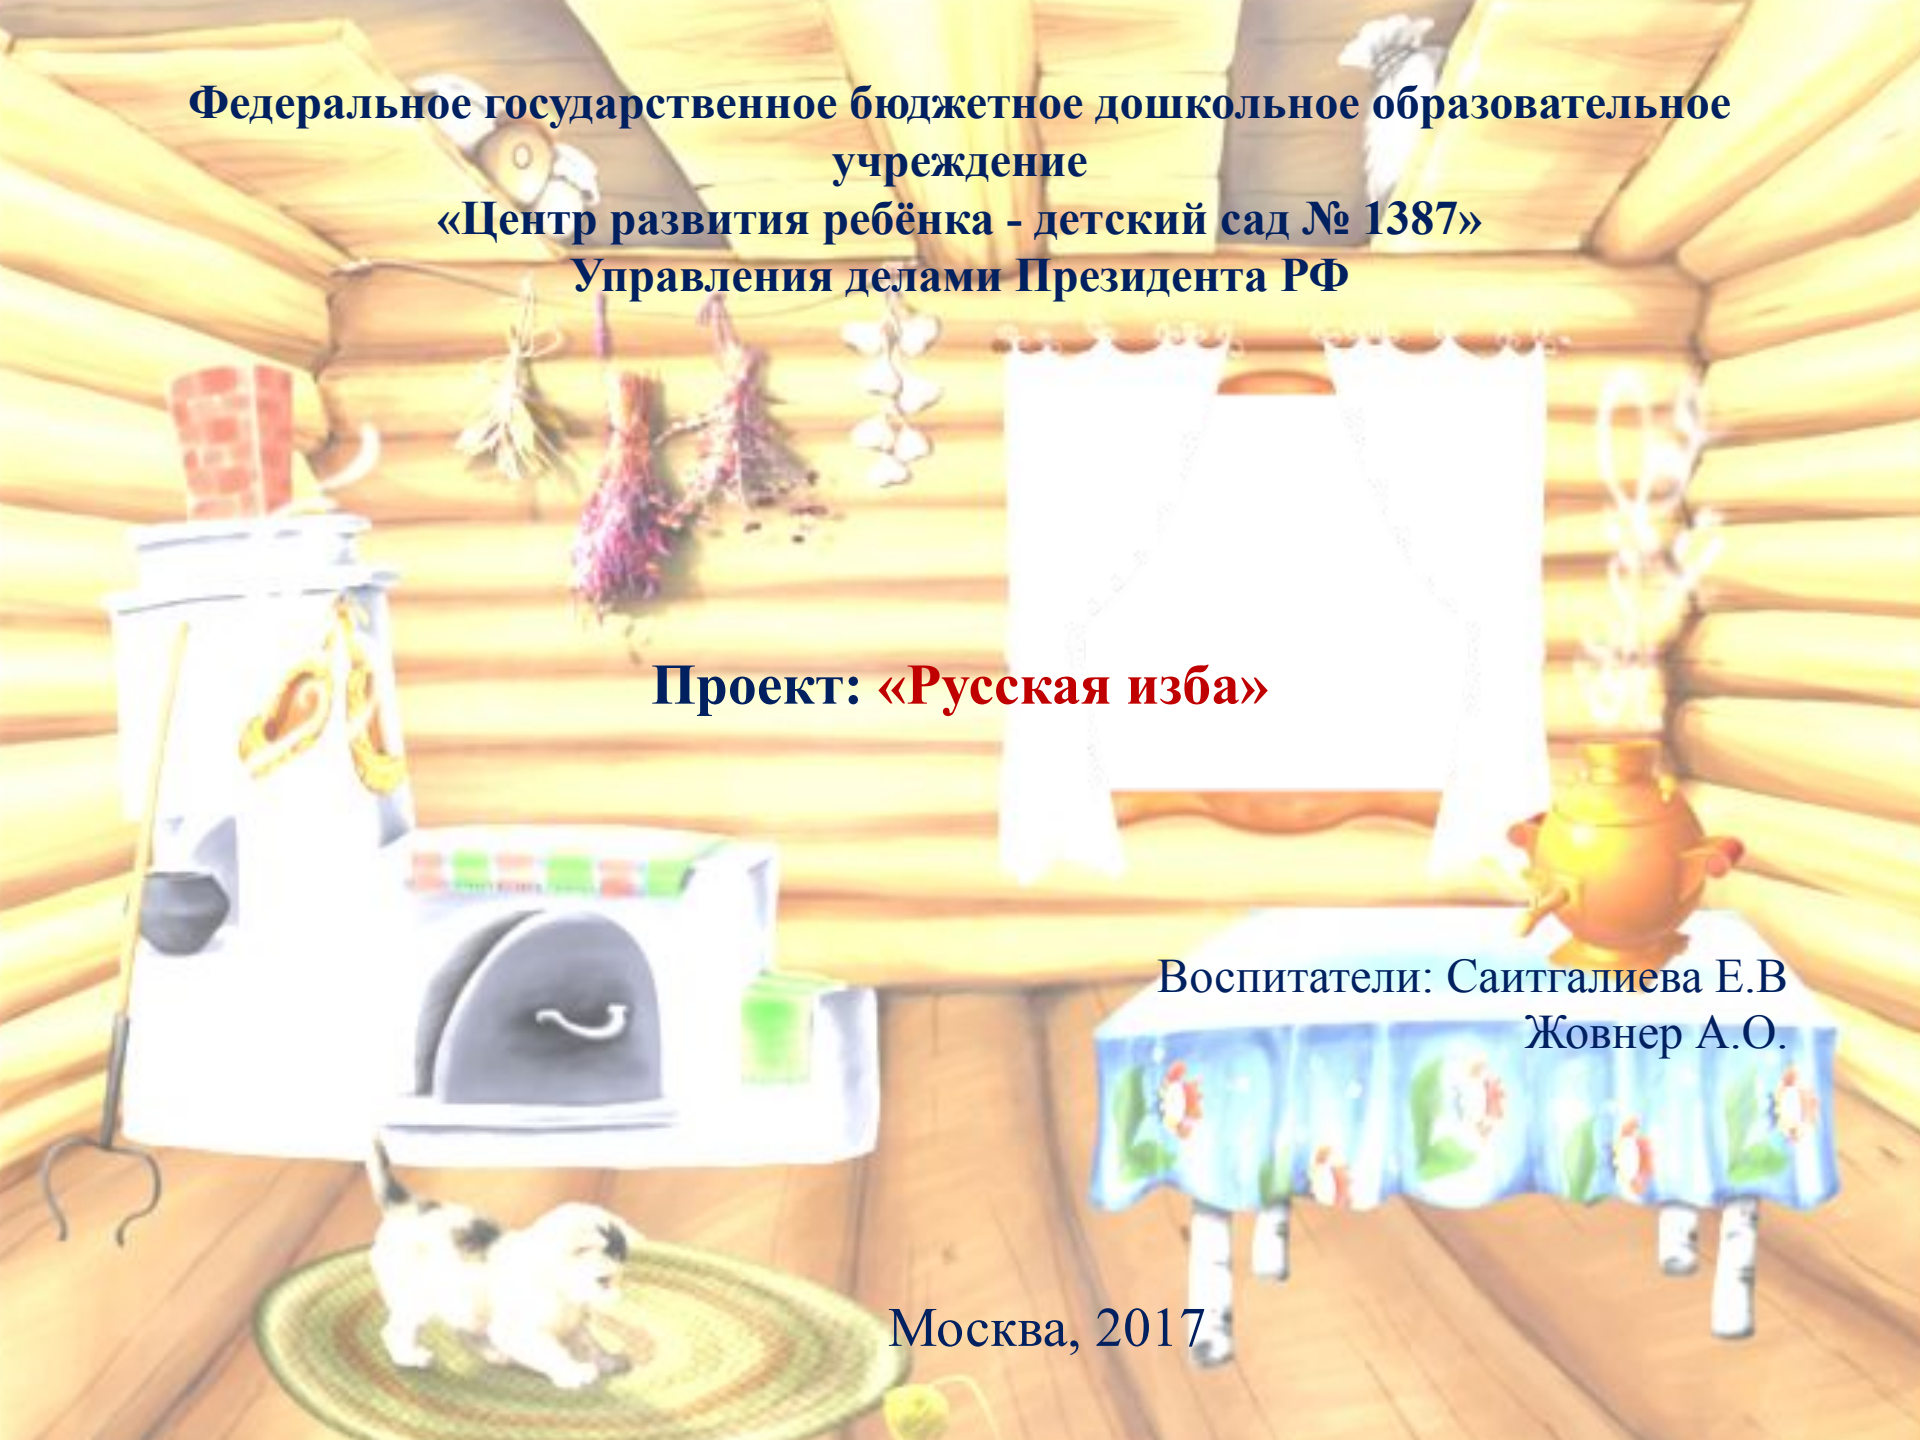 Федеральное государственное бюджетное дошкольное образовательное
учреждение
«Центр развития ребёнка - детский сад № 1387»
Управления делами Президента РФ
Проект: «Русская изба»
Воспитатели: Саитгалиева Е.В
Жовнер А.О.
Москва, 2017